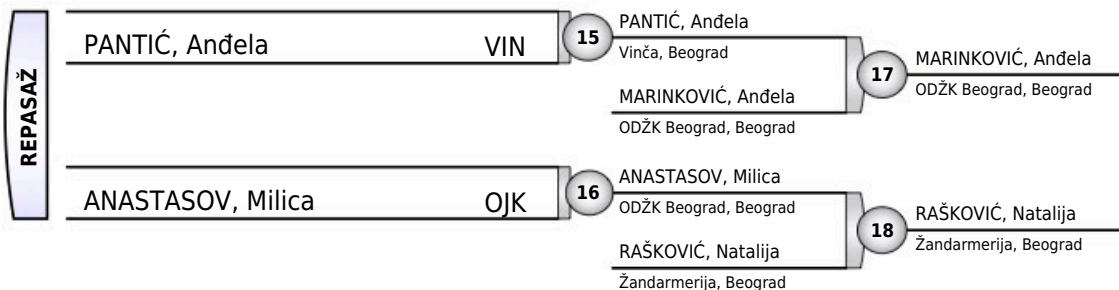 REPASAŽ
PANTIĆ, Anđela VIN
15
PANTIĆ, Anđela
Vinča, Beograd
MARINKOVIĆ, Anđela
ODŽK Beograd, Beograd
17
MARINKOVIĆ, Anđela
ODŽK Beograd, Beograd
ANASTASOV, Milica OJK
16
ANASTASOV, Milica
ODŽK Beograd, Beograd
RAŠKOVIĆ, Natalija
Žandarmerija, Beograd
18
RAŠKOVIĆ, Natalija
Žandarmerija, Beograd